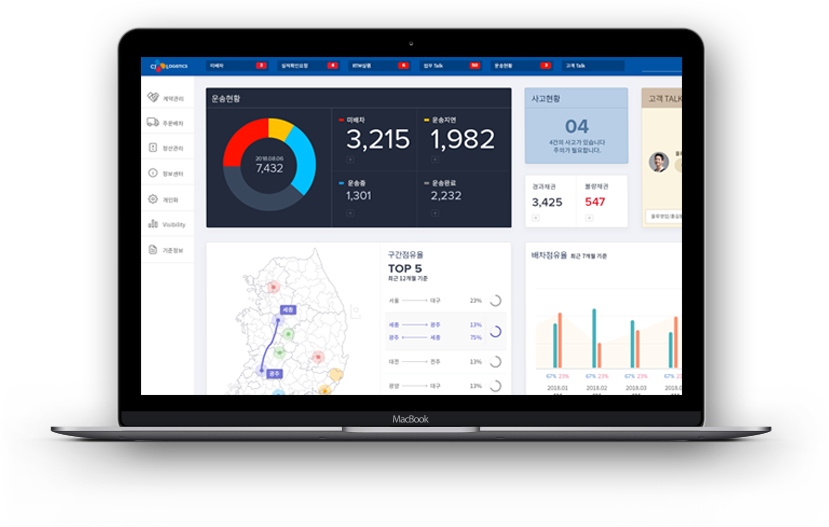 CJ LOGICTICS
미배차 2
실적확인요청 4
RTW실행 6
업무 Talk 50
운송현황 3
고객 Talk
계약관리
주문배차
정산관리
정보센터
개인화
Visibility
기준정보
운송현황
2018.08.06
7,432
미배차
3,215
운송지연
1,982
운송중
1,301
운송완료
2,232
사고현황
04
4건의 사고가 있습니다
주의가 필요합니다.
경과채권
3,425
불량채권
547
고객 TALK
구간점유율
TOP 5
최근 12개월 기준
서울 대구 23%
세종 광주 13%
광주 세종 75%
대전 전주 13%
광양 대구 13%
세종
광주
배차점유율 최근 7개월 기준
67% 23%
67% 23%
67% 23%
67% 2
2018.01
2018.02
2018.03
2018.0
MacBook